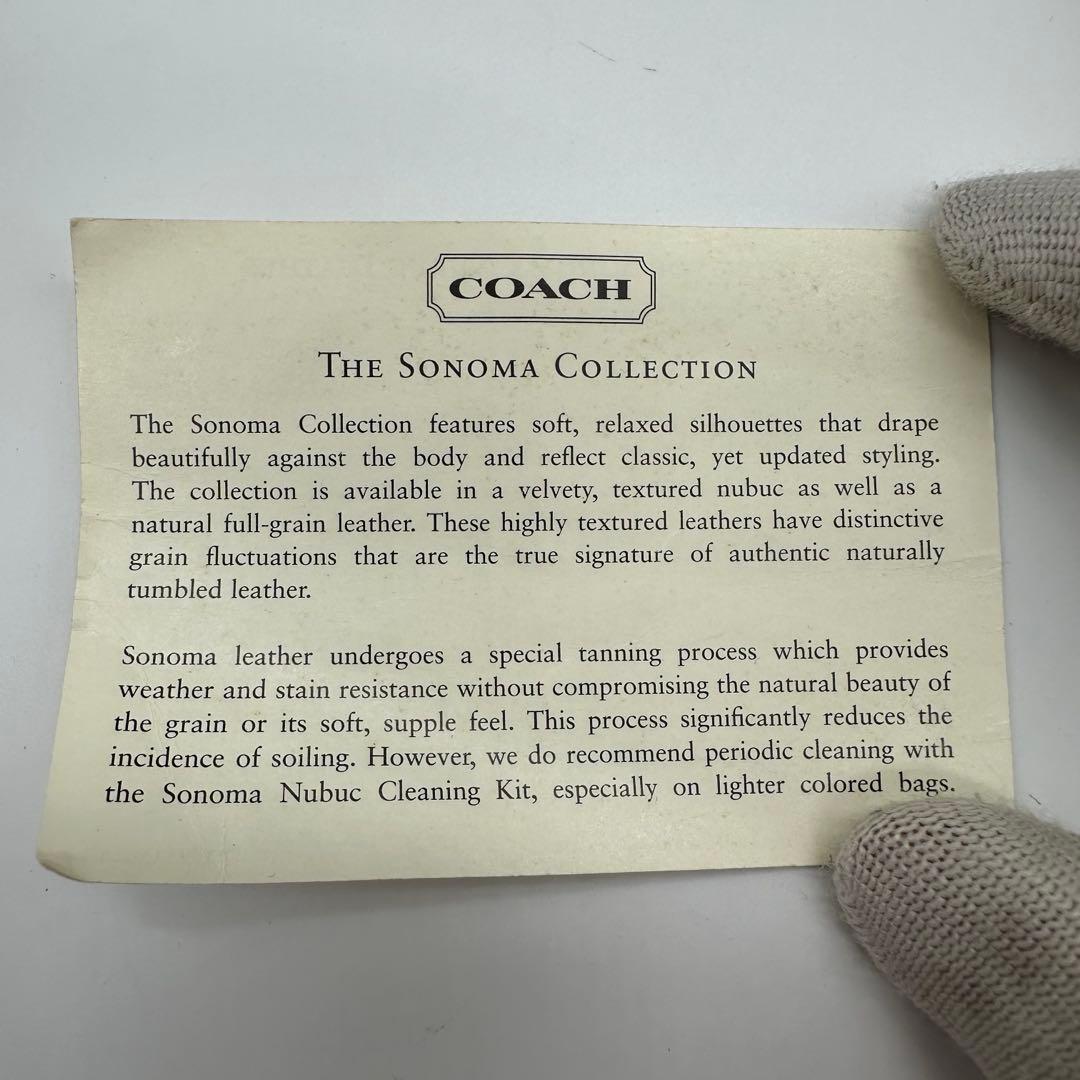 COACH
THE SONOMA COLLECTION
The Sonoma Collection features soft, relaxed silhouettes that drape
beautifully against the body and reflect classic, yet updated styling.
The collection is available in a velvety, textured nubuc as well as a
natural full-grain leather. These highly textured leathers have distinctive
grain fluctuations that are the true signature of authentic naturally
tumbled leather.
Sonoma leather undergoes a special tanning process which provides
weather and stain resistance without compromising the natural beauty of
the grain or its soft, supple feel. This process significantly reduces the
incidence of soiling. However, we do recommend periodic cleaning with
the Sonoma Nubuc Cleaning Kit, especially on lighter colored bags.